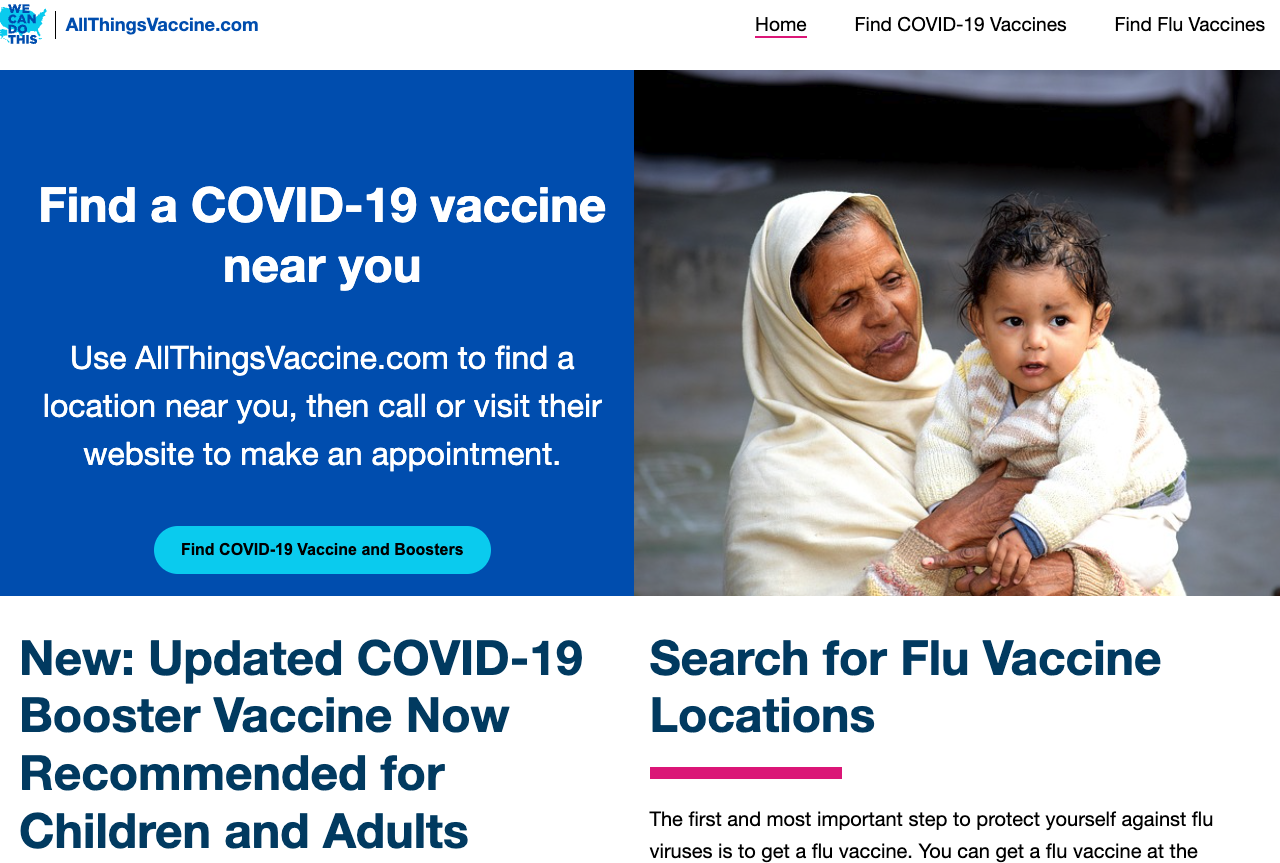 WE
CAN
DO
THIS
AllThingsVaccine.com
Home
Find COVID-19 Vaccines
Find Flu Vaccines
Find a COVID-19 vaccine
near you
Use AllThingsVaccine.com to find a
location near you, then call or visit their
website to make an appointment.
Find COVID-19 Vaccine and Boosters
New: Updated COVID-19
Booster Vaccine Now
Recommended for
Children and Adults
Search for Flu Vaccine
Locations
The first and most important step to protect yourself against flu
viruses is to get a flu vaccine. You can get a flu vaccine at the